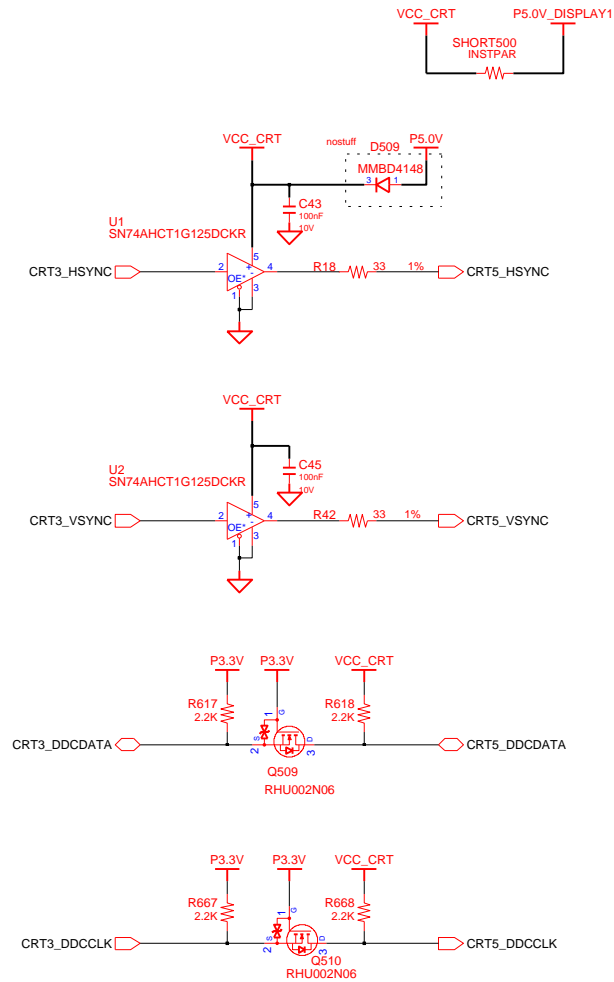 VCC_CRT P5.0V_DISPLAY1
SHORT500
INSTPAR
VCC_CRT nostuff D509 P5.0V
MMBD4148
3 1
C43
100nF
10V
U1
SN74AHCT1G125DCKR
5
CRT3_HSYNC 2 + - 4 R18 33 1% CRT5_HSYNC
OE*
1 3
VCC_CRT
C45
100nF
10V
U2
SN74AHCT1G125DCKR
5
CRT3_VSYNC 2 + - 4 R42 33 1% CRT5_VSYNC
OE*
1 3
P3.3V P3.3V VCC_CRT
R617 1 G R618
2.2K 2.2K
CRT3_DDCDATA 2 S 3 D CRT5_DDCDATA
Q509
RHU002N06
P3.3V P3.3V VCC_CRT
R667 1 G R668
2.2K 2.2K
CRT3_DDCCLK 2 S 3 D CRT5_DDCCLK
Q510
RHU002N06